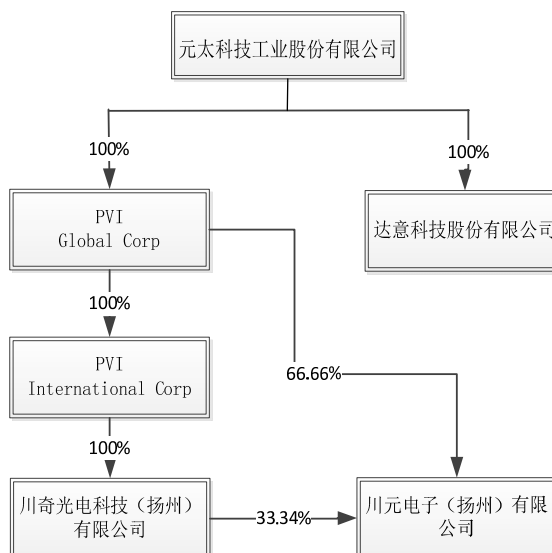 元太科技工业股份有限公司
100%
100%
PVI
Global Corp
达意科技股份有限公司
100%
PVI
International Corp
66.66%
100%
川奇光电科技（扬州）
有限公司
33.34%
川元电子（扬州）有限
公司